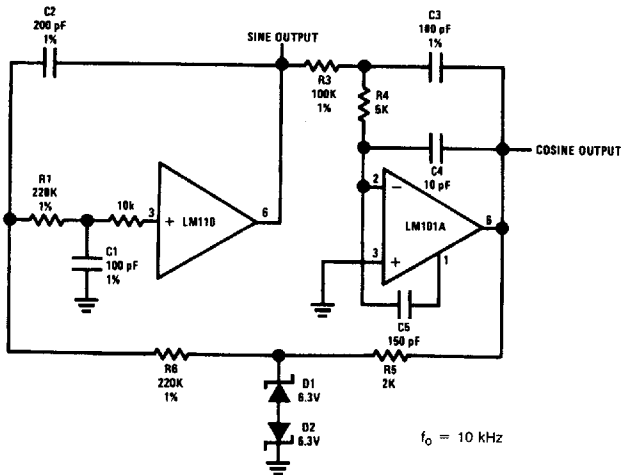 C2
200 pF
1%
SINE OUTPUT
C3
100 pF
1%
R3
100K
1%
R4
5K
C4
10 pF
COSINE OUTPUT
R1
220K
1%
10k
3
+
LM110
6
C1
100 pF
1%
2
−
LM101A
6
3
+
1
C5
150 pF
R6
220K
1%
R5
2K
D1
6.3V
D2
6.3V
fo = 10 kHz